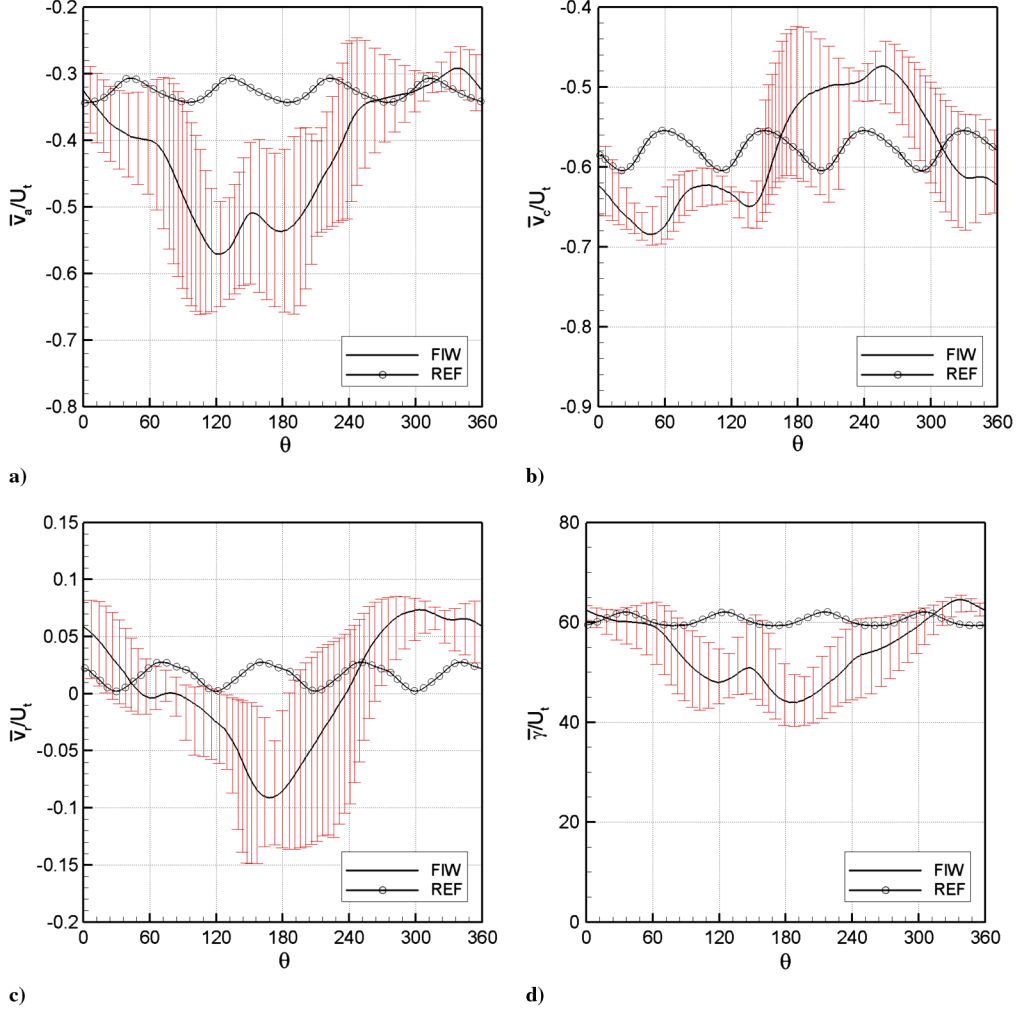 -0.2
-0.3
-0.4
-0.5
-0.6
-0.7
-0.8
v̅a/Ut
0 60 120 180 240 300 360
θ
FIW
REF
a)
-0.4
-0.5
-0.6
-0.7
-0.8
-0.9
v̅c/Ut
0 60 120 180 240 300 360
θ
FIW
REF
b)
0.15
0.1
0.05
0
-0.05
-0.1
-0.15
-0.2
v̅r/Ut
0 60 120 180 240 300 360
θ
FIW
REF
c)
80
60
40
20
0
γ̅/Ut
0 60 120 180 240 300 360
θ
FIW
REF
d)